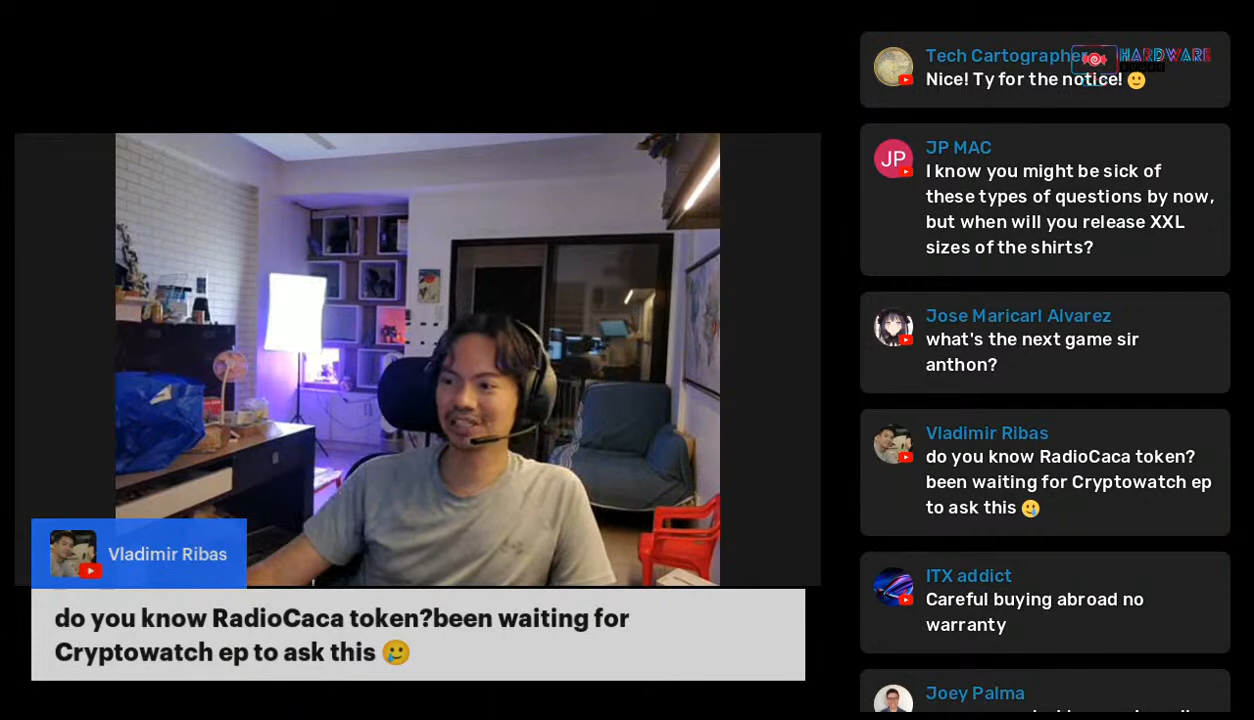 Vladimir Ribas
do you know RadioCaca token?been waiting for
Cryptowatch ep to ask this 🥲
HARDWARE
Tech Cartographer
Nice! Ty for the notice! 🙂
JP
JP MAC
I know you might be sick of
these types of questions by now,
but when will you release XXL
sizes of the shirts?
Jose Maricarl Alvarez
what's the next game sir
anthon?
Vladimir Ribas
do you know RadioCaca token?
been waiting for Cryptowatch ep
to ask this 🥲
ITX addict
Careful buying abroad no
warranty
Joey Palma